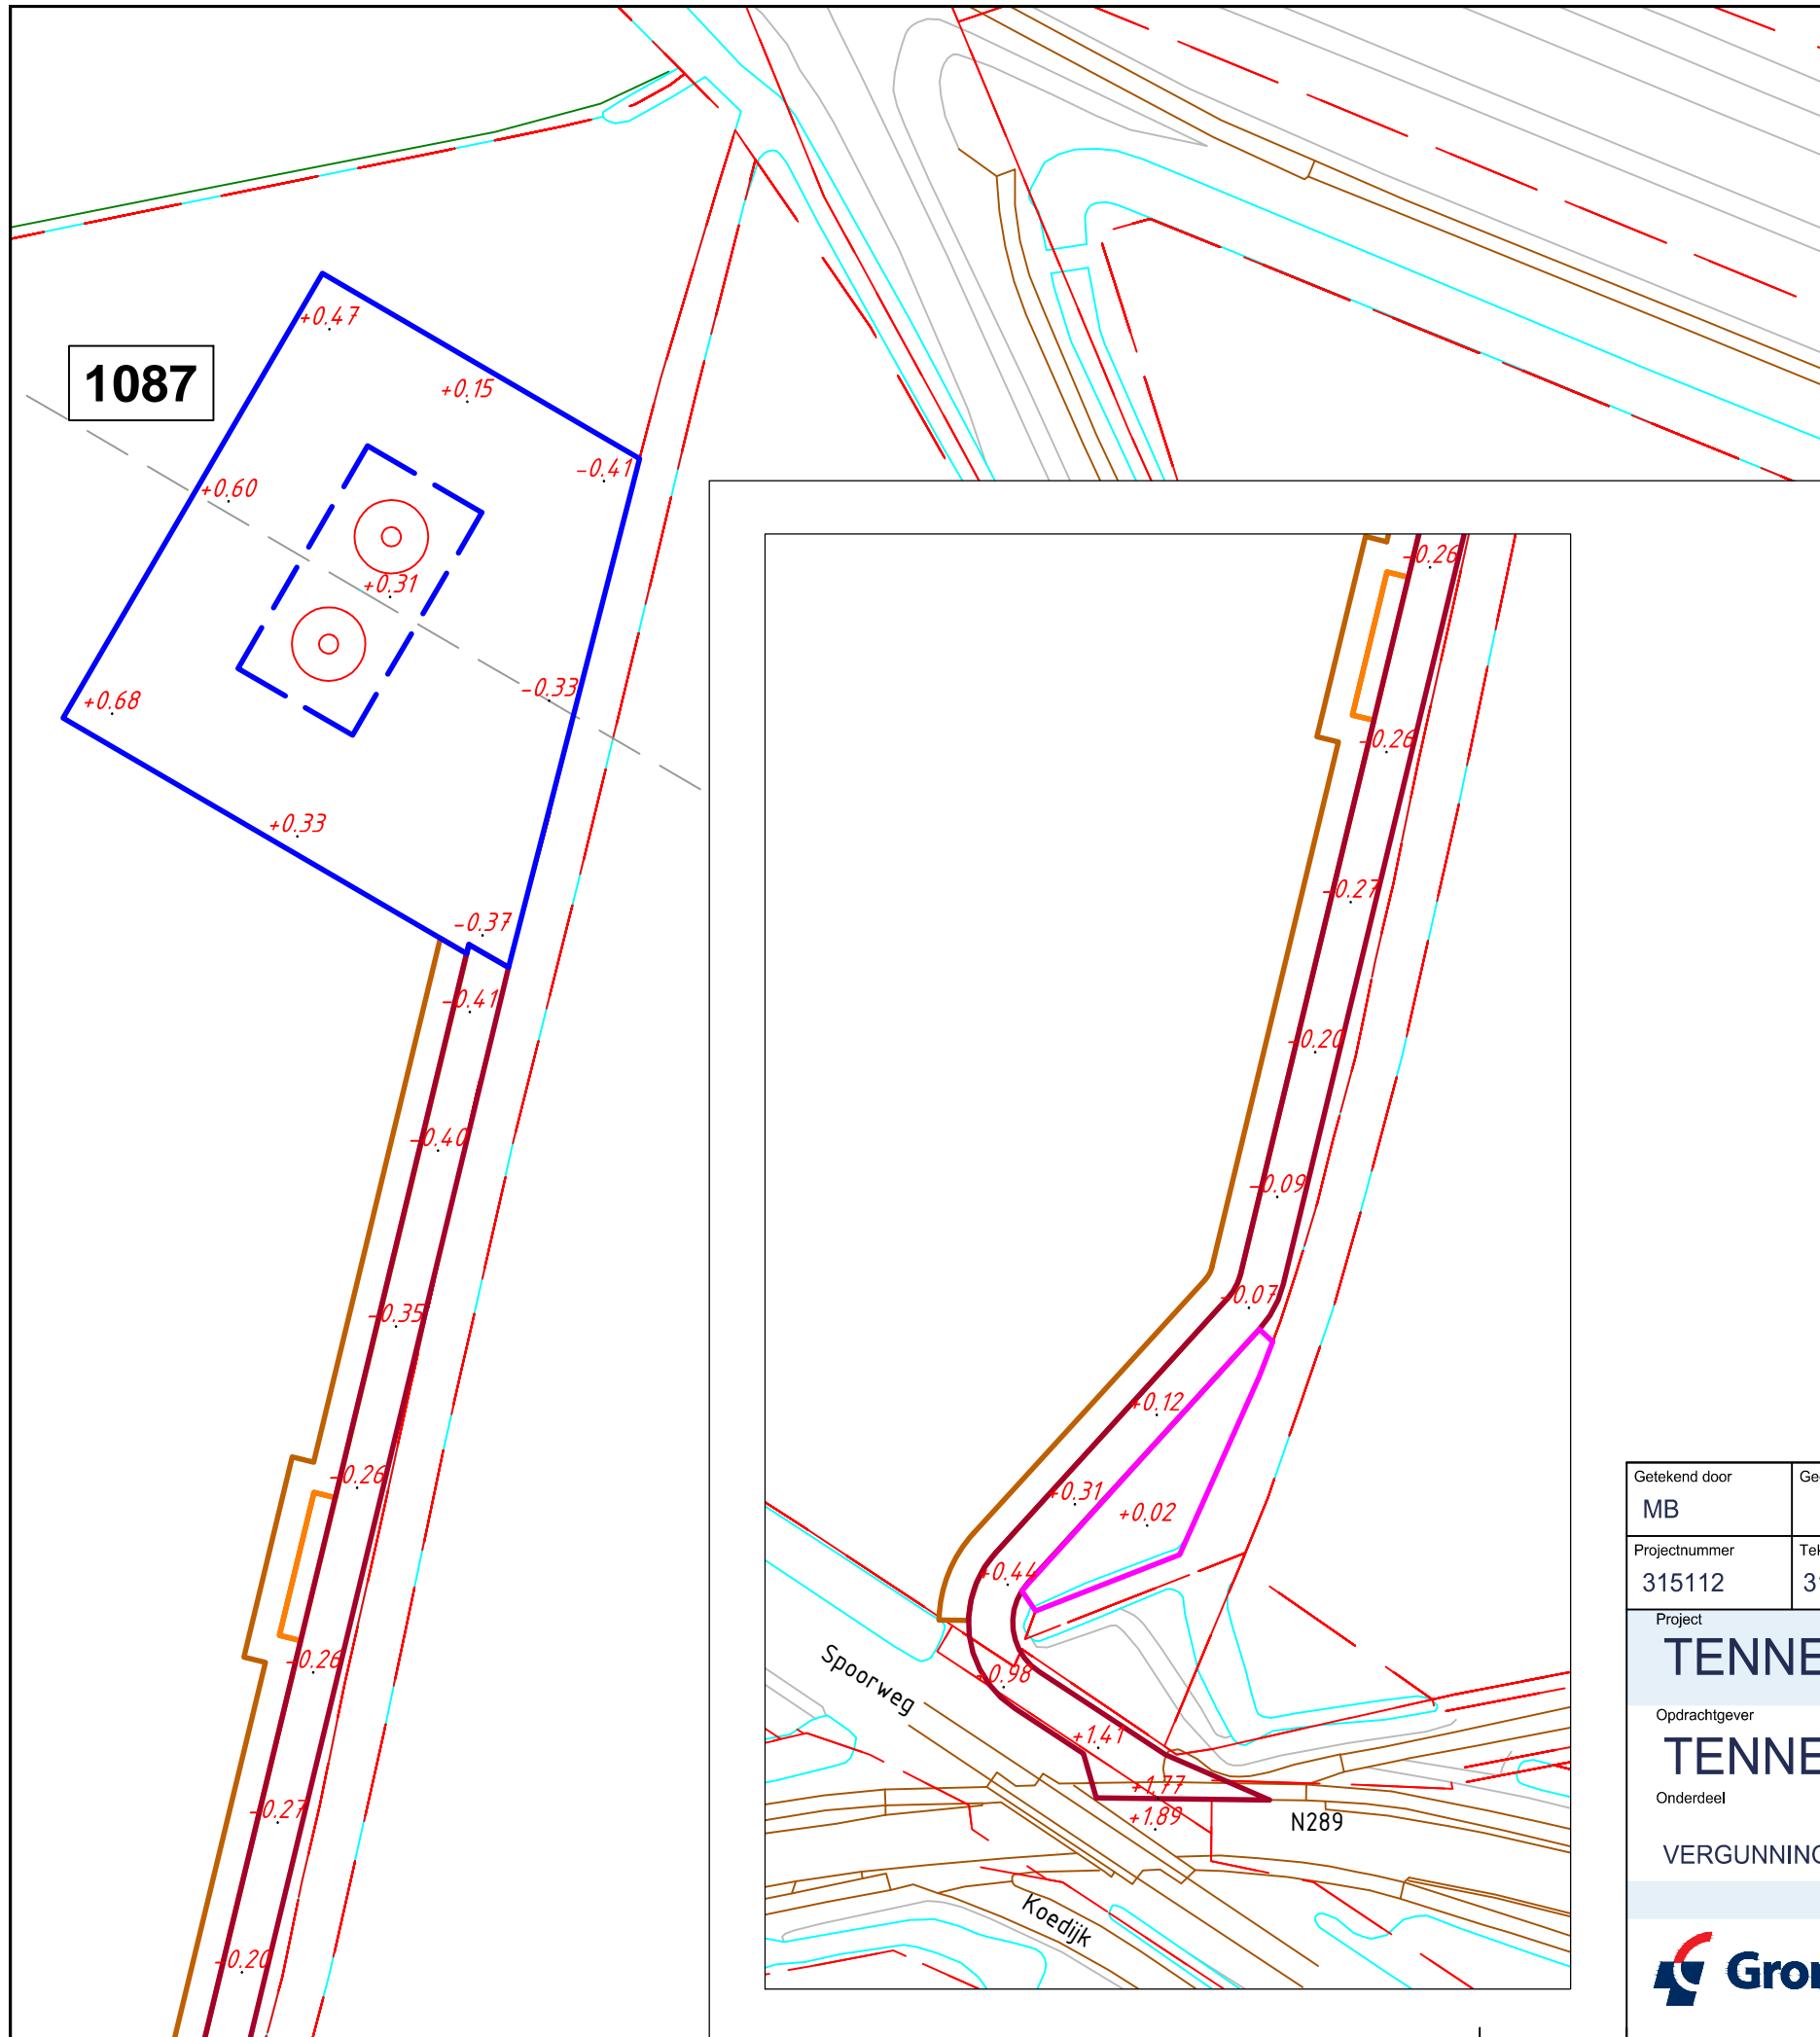 +0.47
1087
+0.15
-0.41
+0.60
+0.31
+0.68
-0.33
+0.33
-0.37
-0.41
-0.40
-0.35
-0.26
-0.26
-0.27
-0.20
-0.26
-0.26
-0.27
-0.20
-0.09
-0.07
+0.12
+0.31
+0.02
+0.44
+0.98
Spoorweg
+1.41
+1.77
+1.89
N289
Koedijk
Getekend door
MB
Projectnummer
315112
Project
TENNE
Opdrachtgever
TENNE
Onderdeel
VERGUNNING